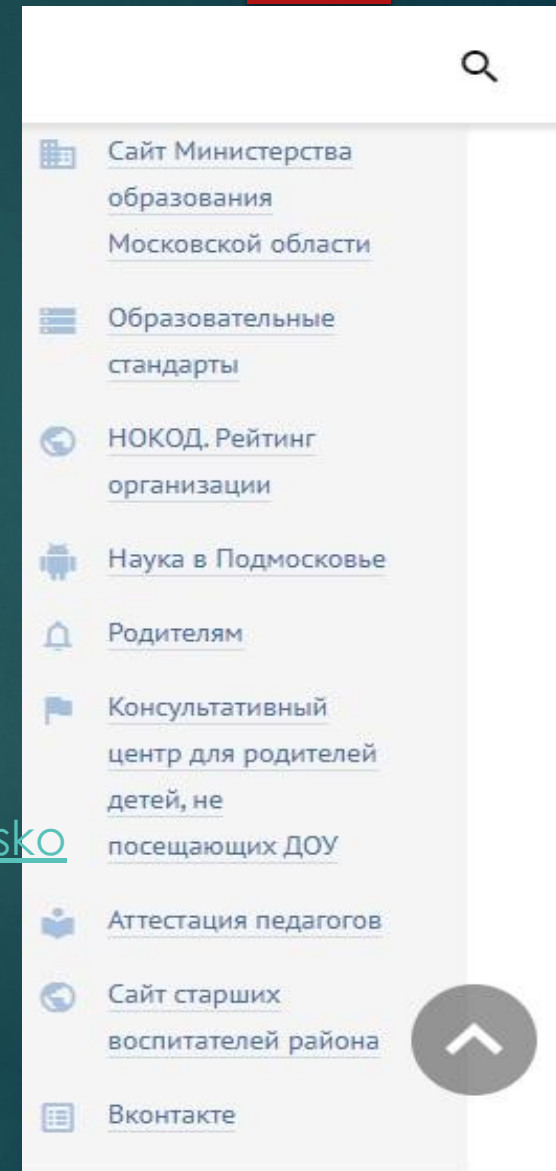 Сайт Министерства
образования
Московской области
Образовательные
стандарты
НОКОД. Рейтинг
организации
Наука в Подмосковье
Родителям
Консультативный
центр для родителей
детей, не
посещающих ДОУ
sko
Аттестация педагогов
Сайт старших
воспитателей района
Вконтакте